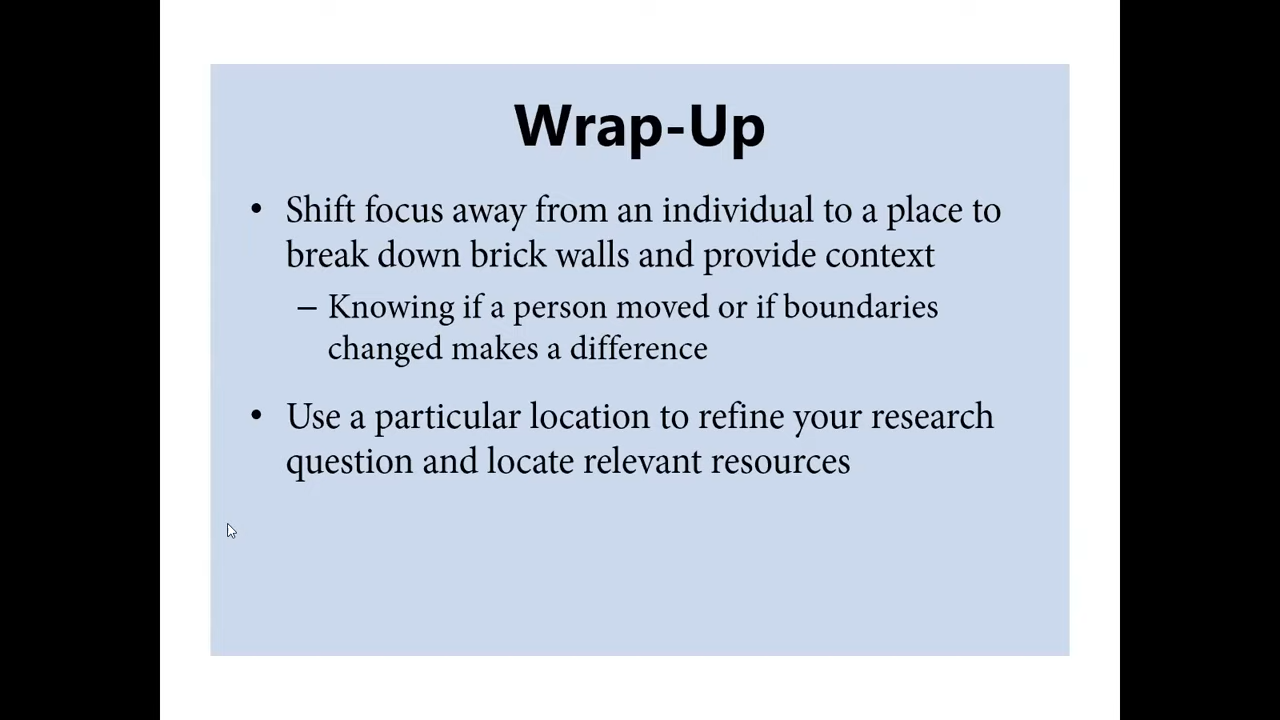 Wrap-Up
• Shift focus away from an individual to a place to
break down brick walls and provide context
– Knowing if a person moved or if boundaries
changed makes a difference
• Use a particular location to refine your research
question and locate relevant resources